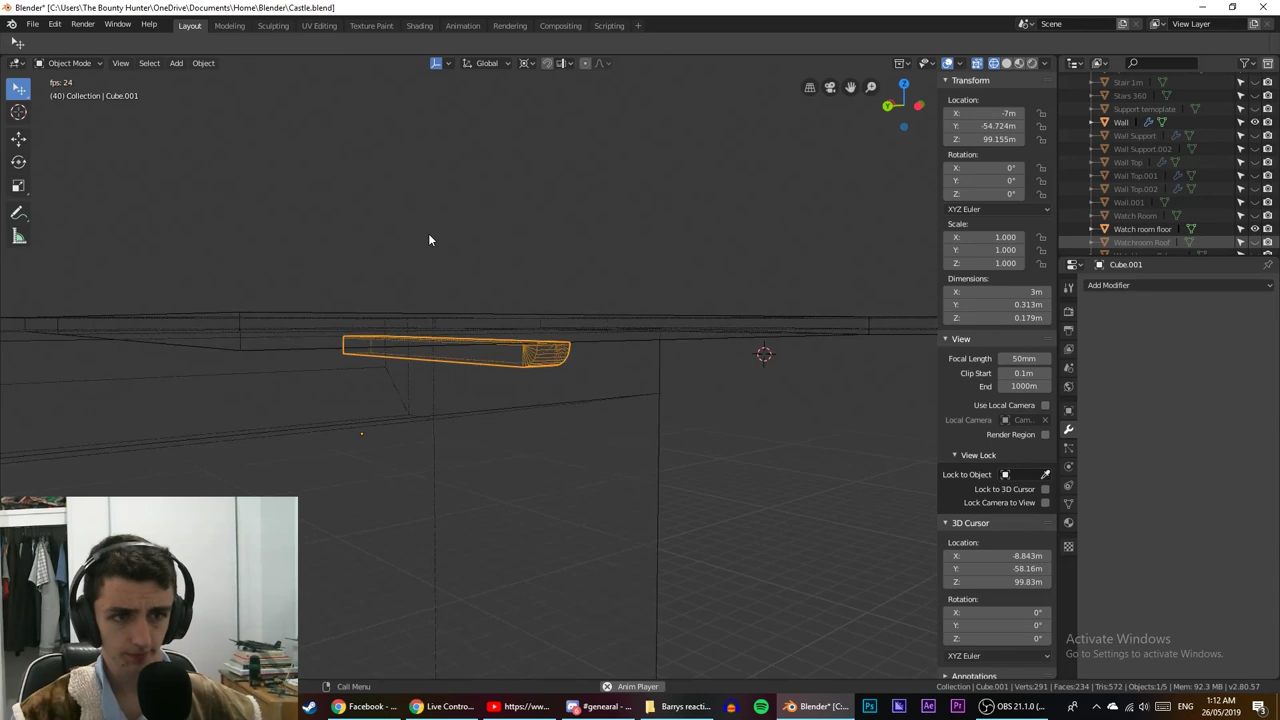 Blender* [C:\Users\The Bounty Hunter\OneDrive\Documents\Home\Blender\Castle.blend]
File Edit Render Window Help Layout Modeling Sculpting UV Editing Texture Paint Shading Animation Rendering Compositing Scripting + Scene View Layer
Object Mode View Select Add Object Global
fps: 24
(40) Collection | Cube.001
Transform
Location:
X: -7m
Y: -54.724m
Z: 99.155m
Rotation:
X: 0°
Y: 0°
Z: 0°
XYZ Euler
Scale:
X: 1.000
Y: 1.000
Z: 1.000
Dimensions:
X: 3m
Y: 0.313m
Z: 0.179m
View
Focal Length 50mm
Clip Start 0.1m
End 1000m
Use Local Camera
Local Camera Cam...
Render Region
View Lock
Lock to Object
Lock to 3D Cursor
Lock Camera to View
3D Cursor
Location:
X: -8.843m
Y: -58.16m
Z: 99.83m
Rotation:
X: 0°
Y: 0°
Z: 0°
XYZ Euler
Annotations
Stair 1m
Stars 360
Support temoplate
Wall
Wall Support
Wall Support.002
Wall Top
Wall Top.001
Wall Top.002
Wall.001
Watch Room
Watch room floor
Watchroom Roof
Cube.001
Add Modifier
Activate Windows
Go to Settings to activate Windows.
Call Menu Anim Player Collection | Cube.001 | Verts:291 | Faces:234 | Tris:572 | Objects:1/5 | Mem: 92.3 MB | v2.80.57
Facebook - ... Live Contro... https://ww... #genearal - ... Barrys reacti... Blender* [C:... OBS 21.1.0 (... 1:12 AM
26/05/2019